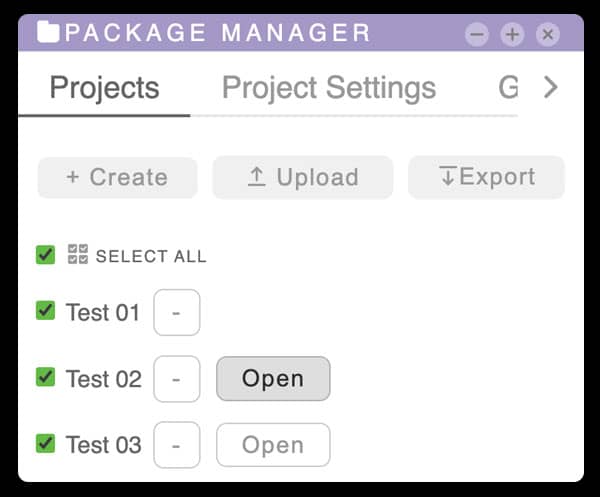 PACKAGE MANAGER
Projects Project Settings G
+ Create Upload Export
SELECT ALL
Test 01 -
Test 02 - Open
Test 03 - Open